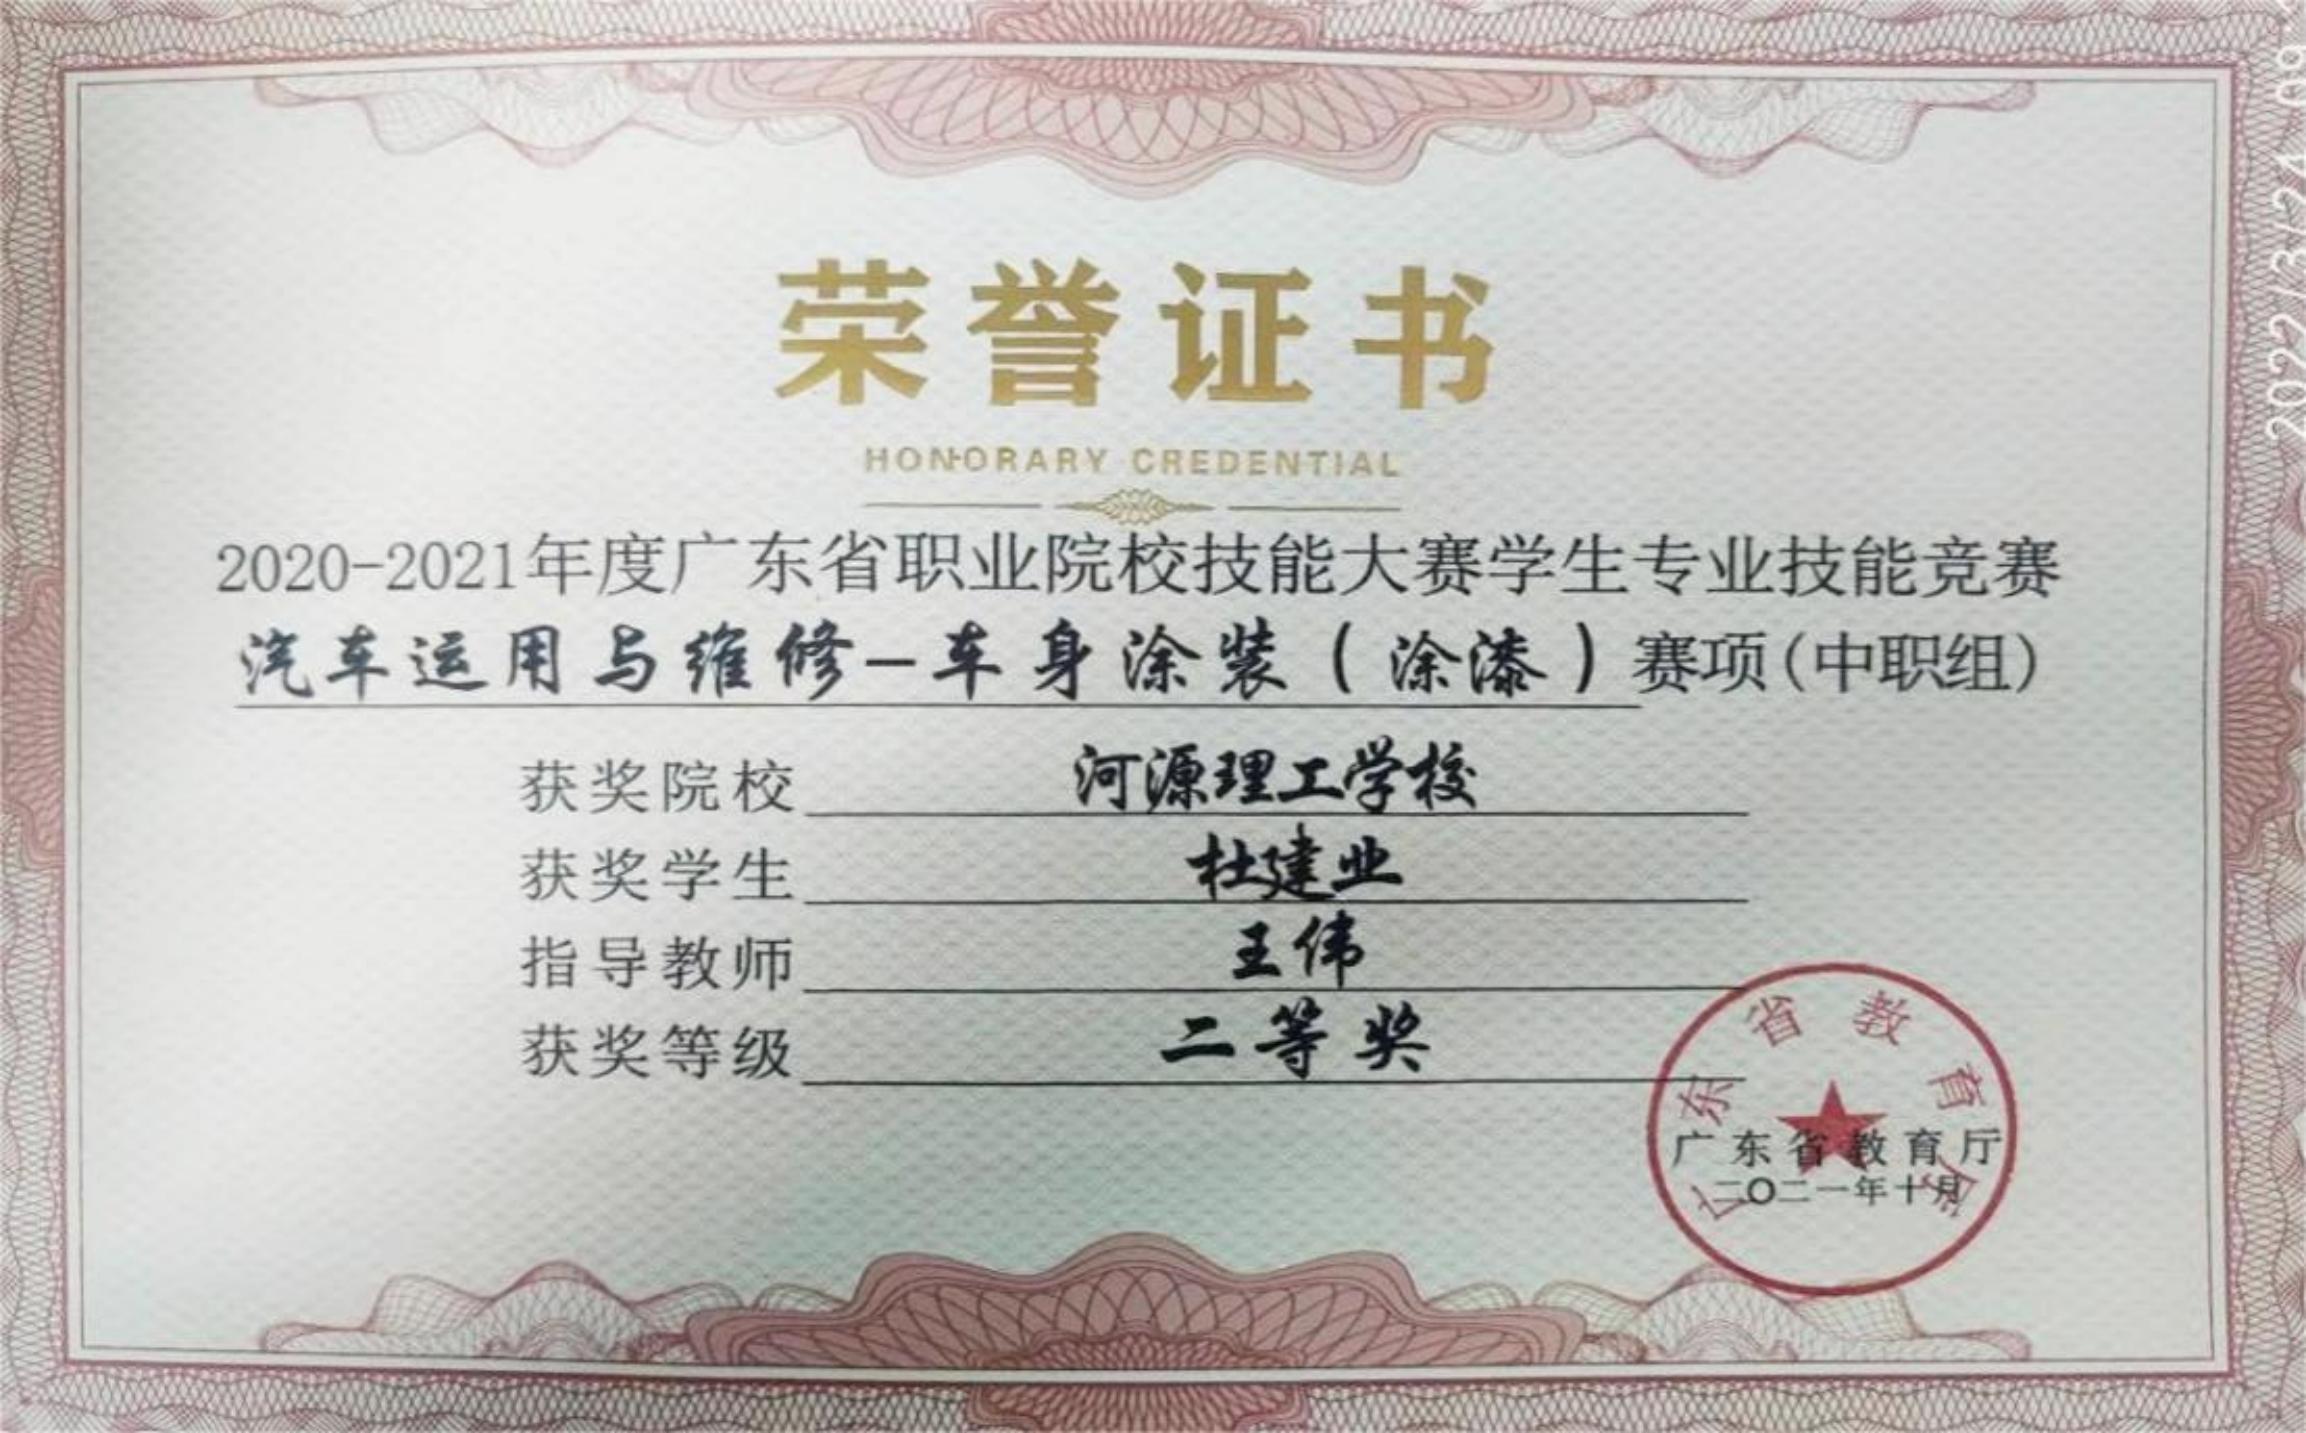 荣誉证书
HONORARY CREDENTIAL
2020-2021年度广东省职业院校技能大赛学生专业技能竞赛
汽车运用与维修-车身涂装（涂漆）赛项(中职组)
获奖院校 河源理工学校
获奖学生 杜建业
指导教师 王伟
获奖等级 二等奖
广东省教育厅
广东省教育厅
二〇二一年十月
2022/3/24 09